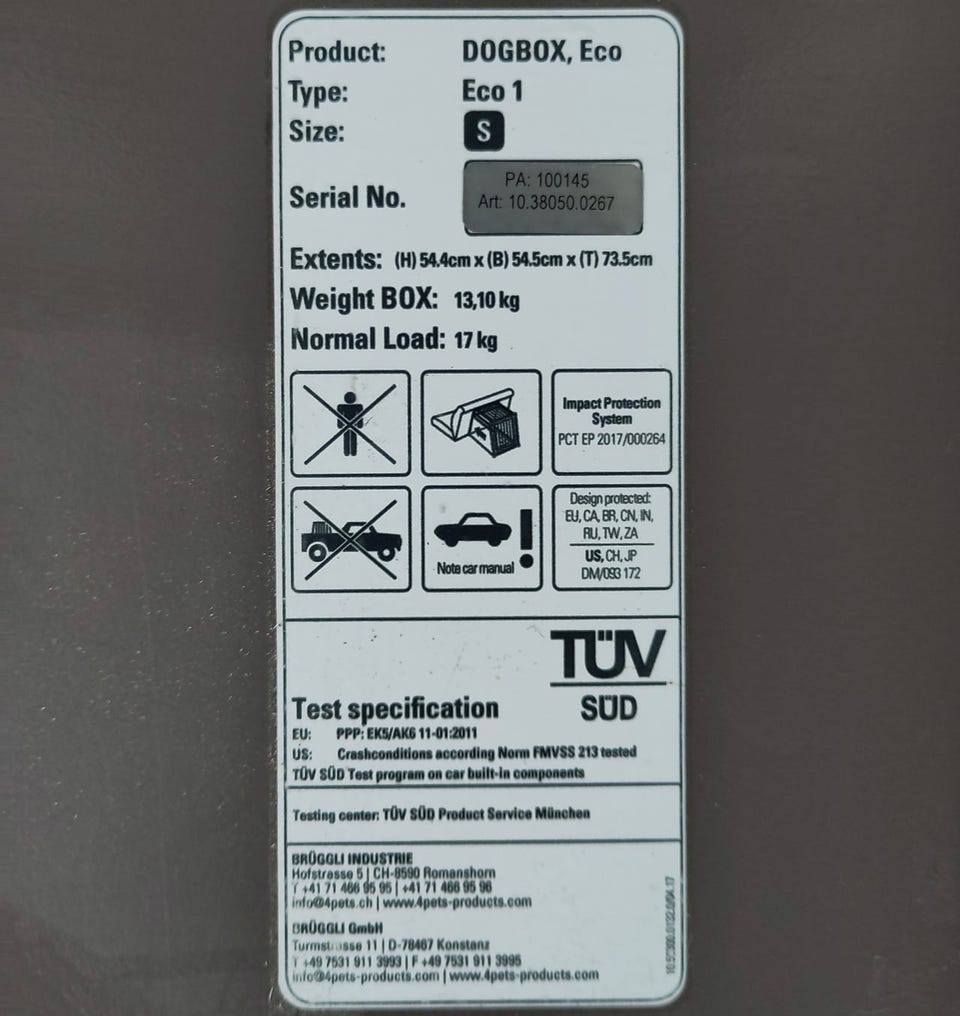 Product: DOGBOX, Eco
Type: Eco 1
Size: S
Serial No. PA: 100145
Art: 10.38050.0267
Extents: (H) 54.4cm x (B) 54.5cm x (T) 73.5cm
Weight BOX: 13,10 kg
Normal Load: 17 kg
Impact Protection
System
PCT EP 2017/000264
Note car manual !
Design protected:
EU, CA, BR, CN, IN,
RU, TW, ZA
US, CH, JP
DM/093 172
TÜV
SÜD
Test specification
EU: PPP: EK5/AK6 11-01:2011
US: Crashconditions according Norm FMVSS 213 tested
TÜV SÜD Test program on car built-in components
Testing center: TÜV SÜD Product Service München
BRÜGGLI INDUSTRIE
Hofstrasse 5 | CH-8590 Romanshorn
T +41 71 466 95 95 | +41 71 466 95 96
info@4pets.ch | www.4pets-products.com
BRÜGGLI GmbH
Turmstrasse 11 | D-78467 Konstanz
T +49 7531 911 3993 | F +49 7531 911 3995
info@4pets-products.com | www.4pets-products.com